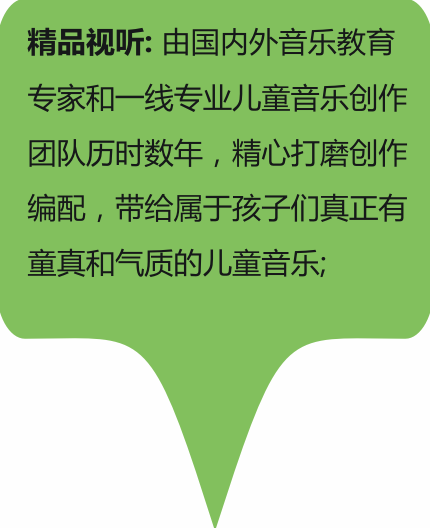 精品视听: 由国内外音乐教育
专家和一线专业儿童音乐创作
团队历时数年，精心打磨创作
编配，带给属于孩子们真正有
童真和气质的儿童音乐;